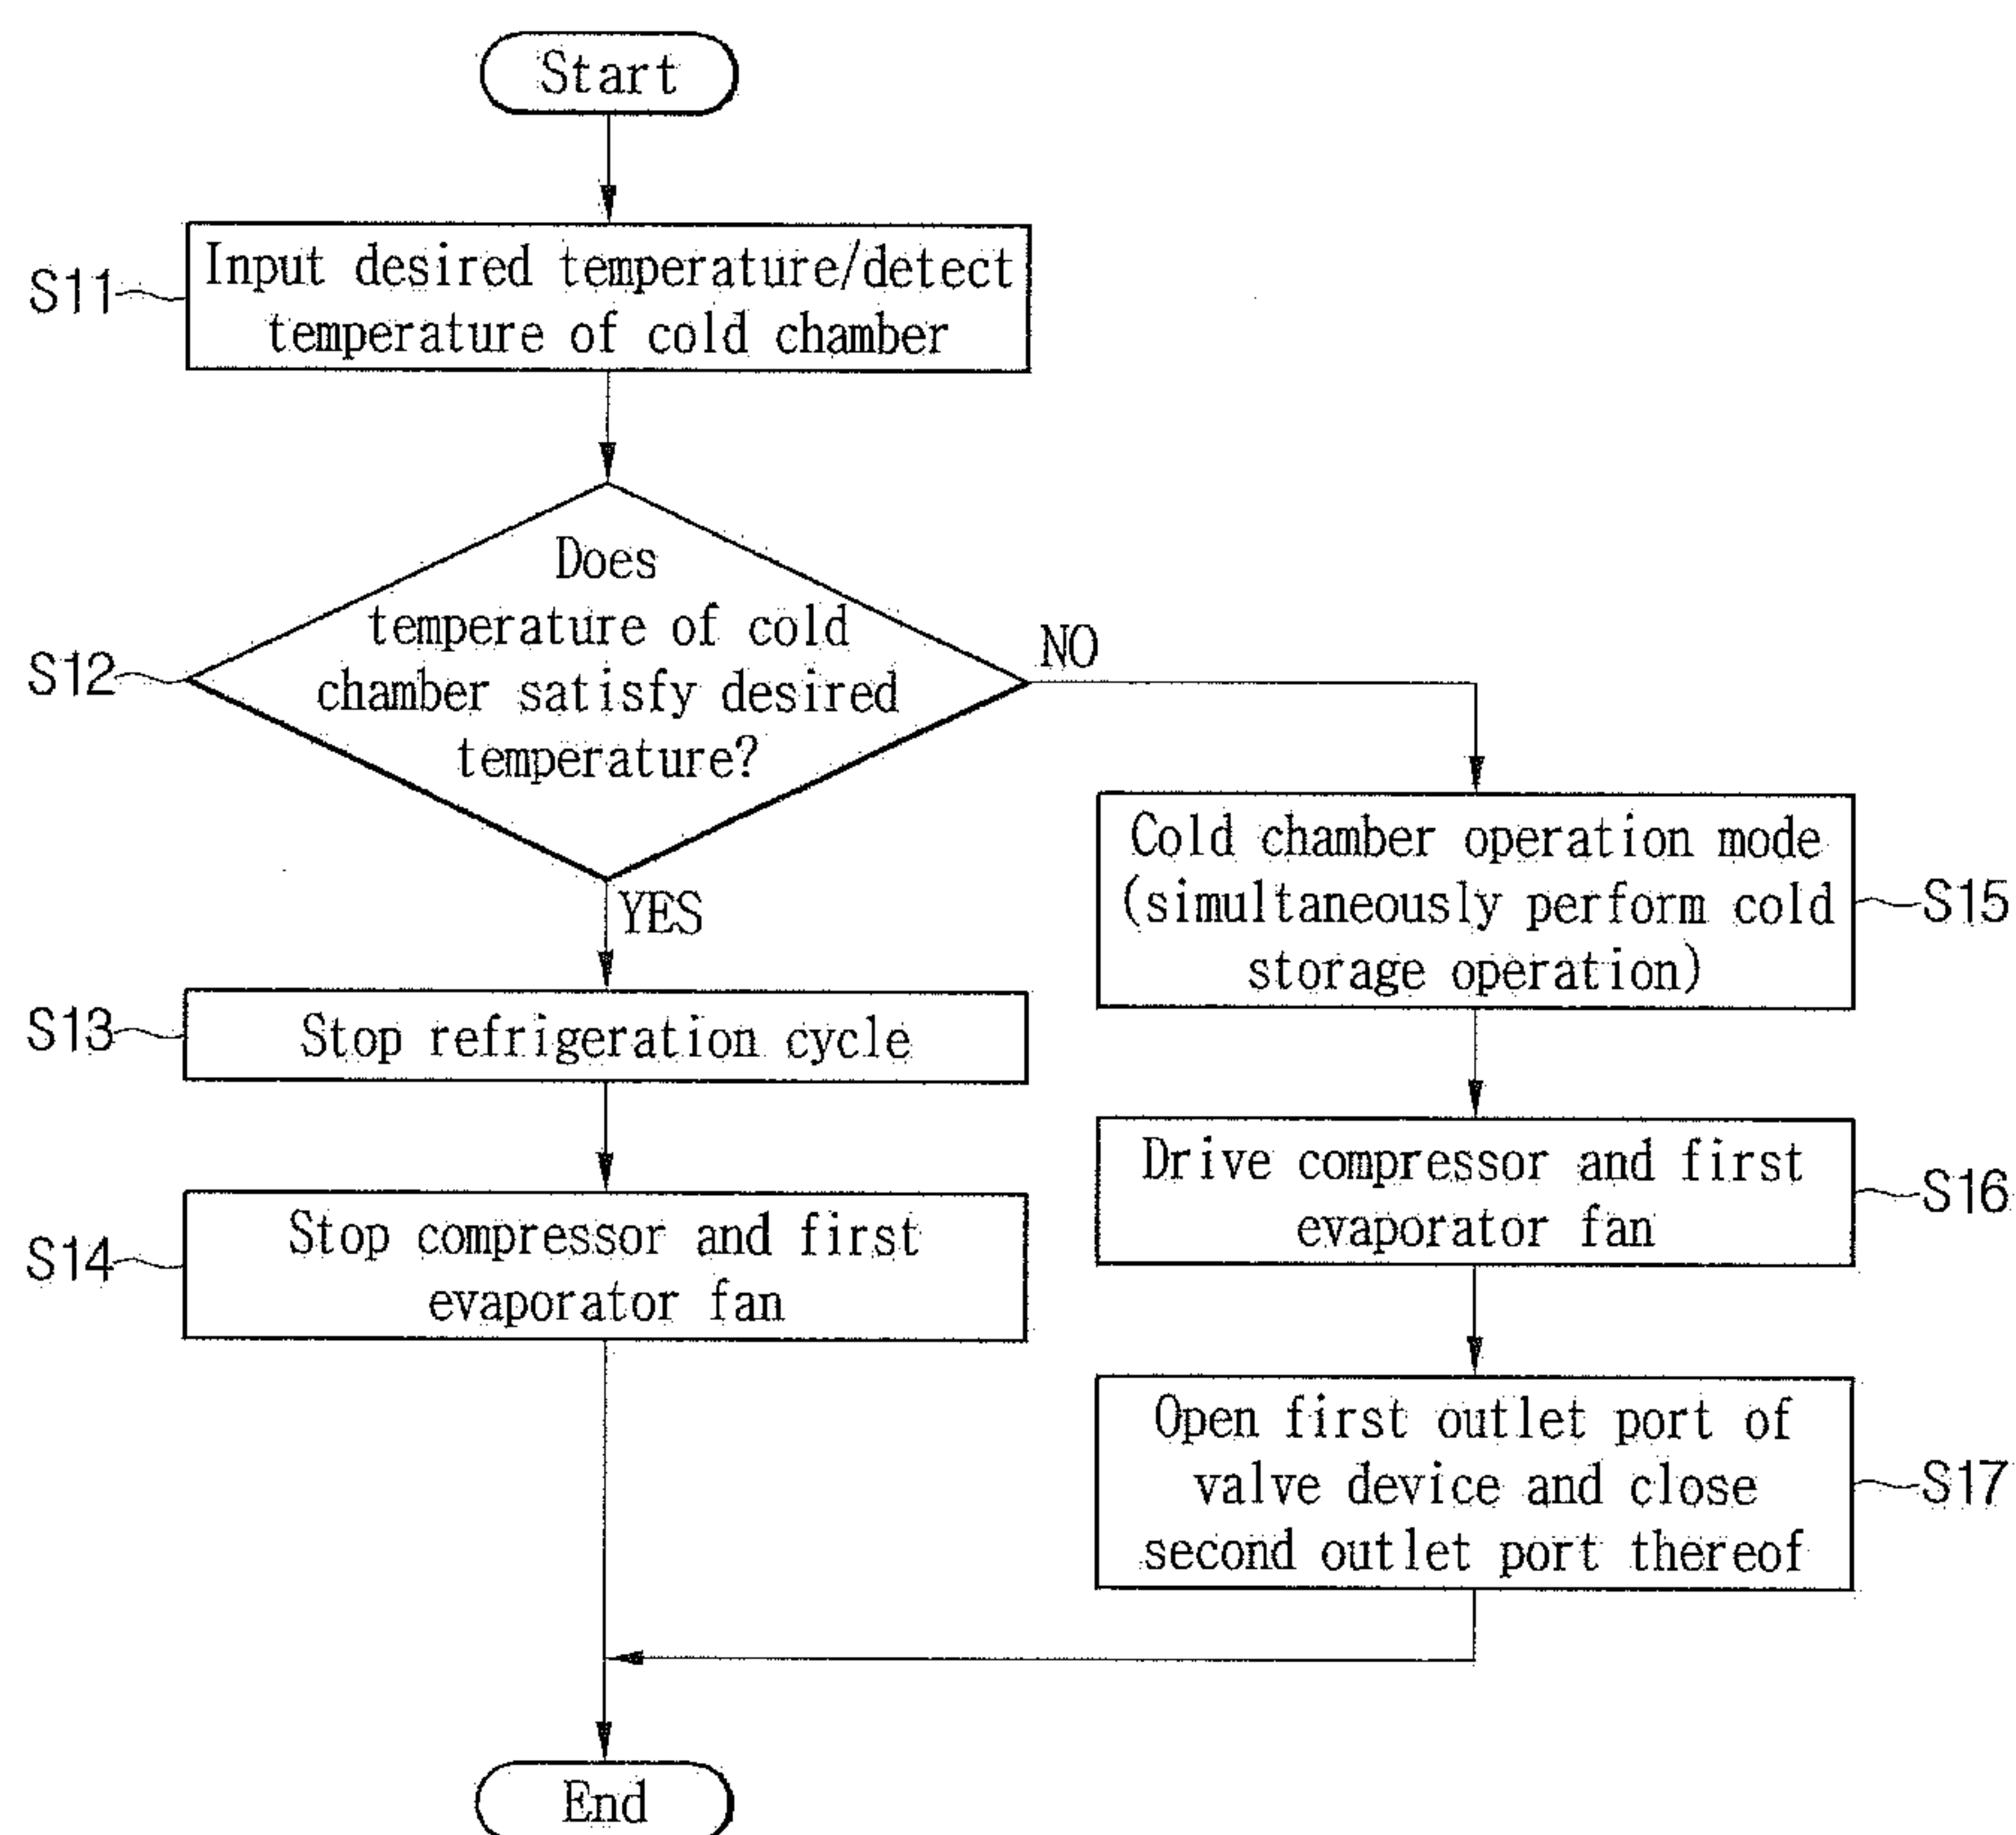 Start
S11
Input desired temperature/detect
temperature of cold chamber
S12
Does
temperature of cold
chamber satisfy desired
temperature?
NO
YES
S13
Stop refrigeration cycle
S14
Stop compressor and first
evaporator fan
Cold chamber operation mode
(simultaneously perform cold
storage operation)
S15
Drive compressor and first
evaporator fan
S16
Open first outlet port of
valve device and close
second outlet port thereof
S17
End